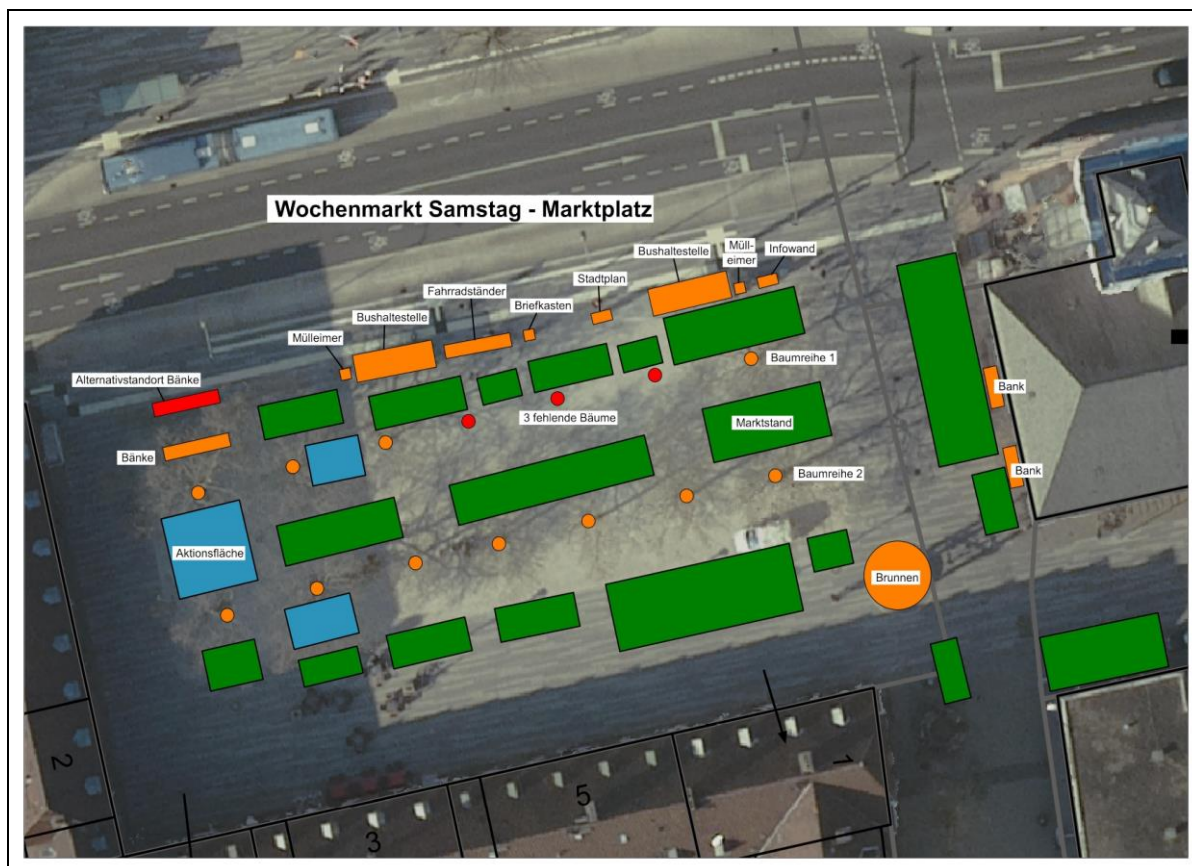 Wochenmarkt Samstag - Marktplatz
Bushaltestelle
Müll-
eimer
Infowand
Stadtplan
Fahrradständer
Briefkasten
Bushaltestelle
Mülleimer
Baumreihe 1
Alternativstandort Bänke
Bank
3 fehlende Bäume
Marktstand
Bänke
Bank
Baumreihe 2
Aktionsfläche
Brunnen
2
3
5
1